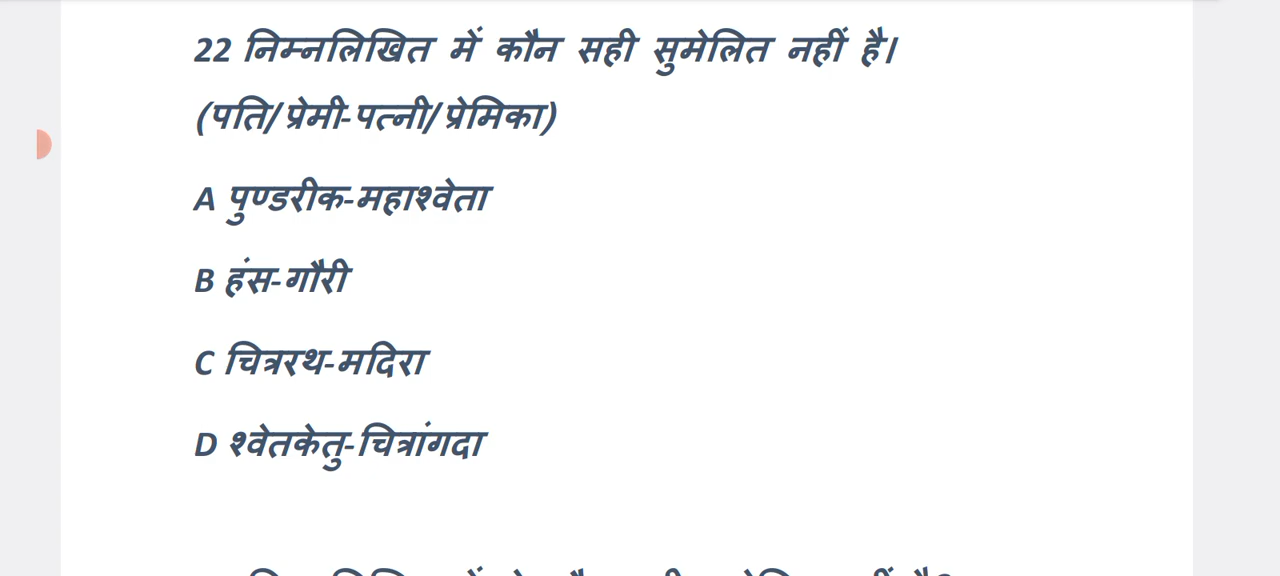 22 निम्नलिखित में कौन सही सुमेलित नहीं है।
(पति/प्रेमी-पत्नी/प्रेमिका)
A पुण्डरीक-महाश्वेता
B हंस-गौरी
C चित्ररथ-मदिरा
D श्वेतकेतु-चित्रांगदा